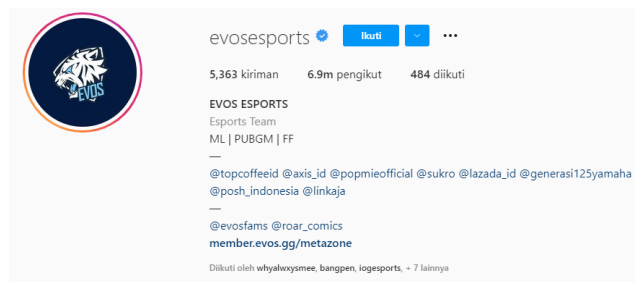 EVOS
evosesports Ikuti
5,363 kiriman 6.9m pengikut 484 diikuti
EVOS ESPORTS
Esports Team
ML | PUBGM | FF
—
@topcoffeeid @axis_id @popmieofficial @sukro @lazada_id @generasi125yamaha
@posh_indonesia @linkaja
—
@evosfams @roar_comics
member.evos.gg/metazone
Diikuti oleh whyalwxysmee, bangpen, iogesports, + 7 lainnya